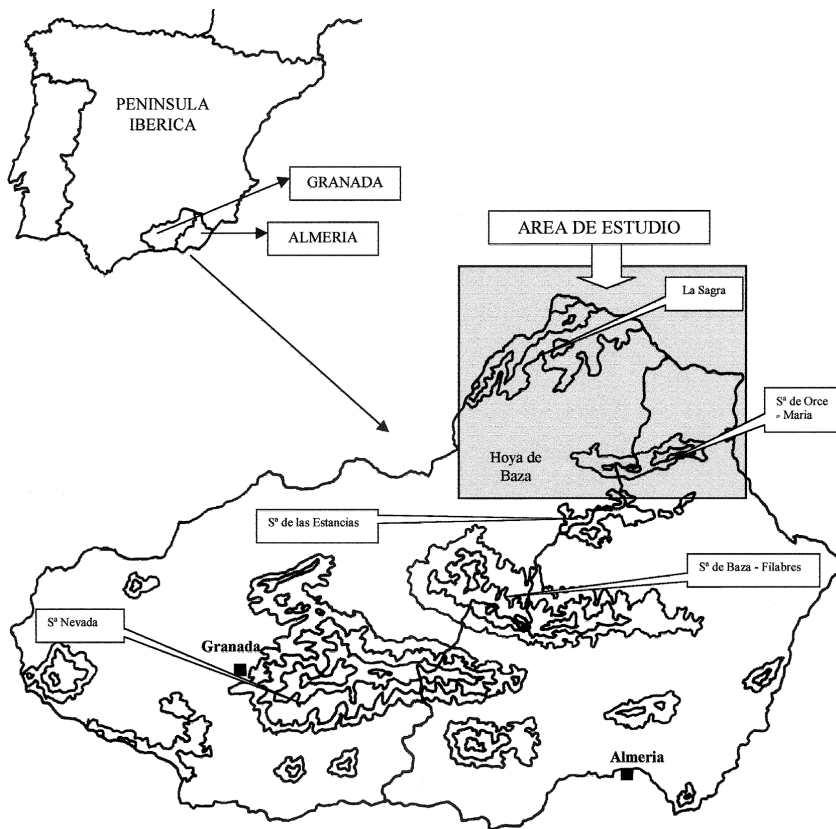 PENINSULA
IBERICA
GRANADA
ALMERIA
AREA DE ESTUDIO
La Sagra
Sª de Orce
- Maria
Hoya de
Baza
Sª de las Estancias
Sª de Baza - Filabres
Sª Nevada
Granada
Almeria